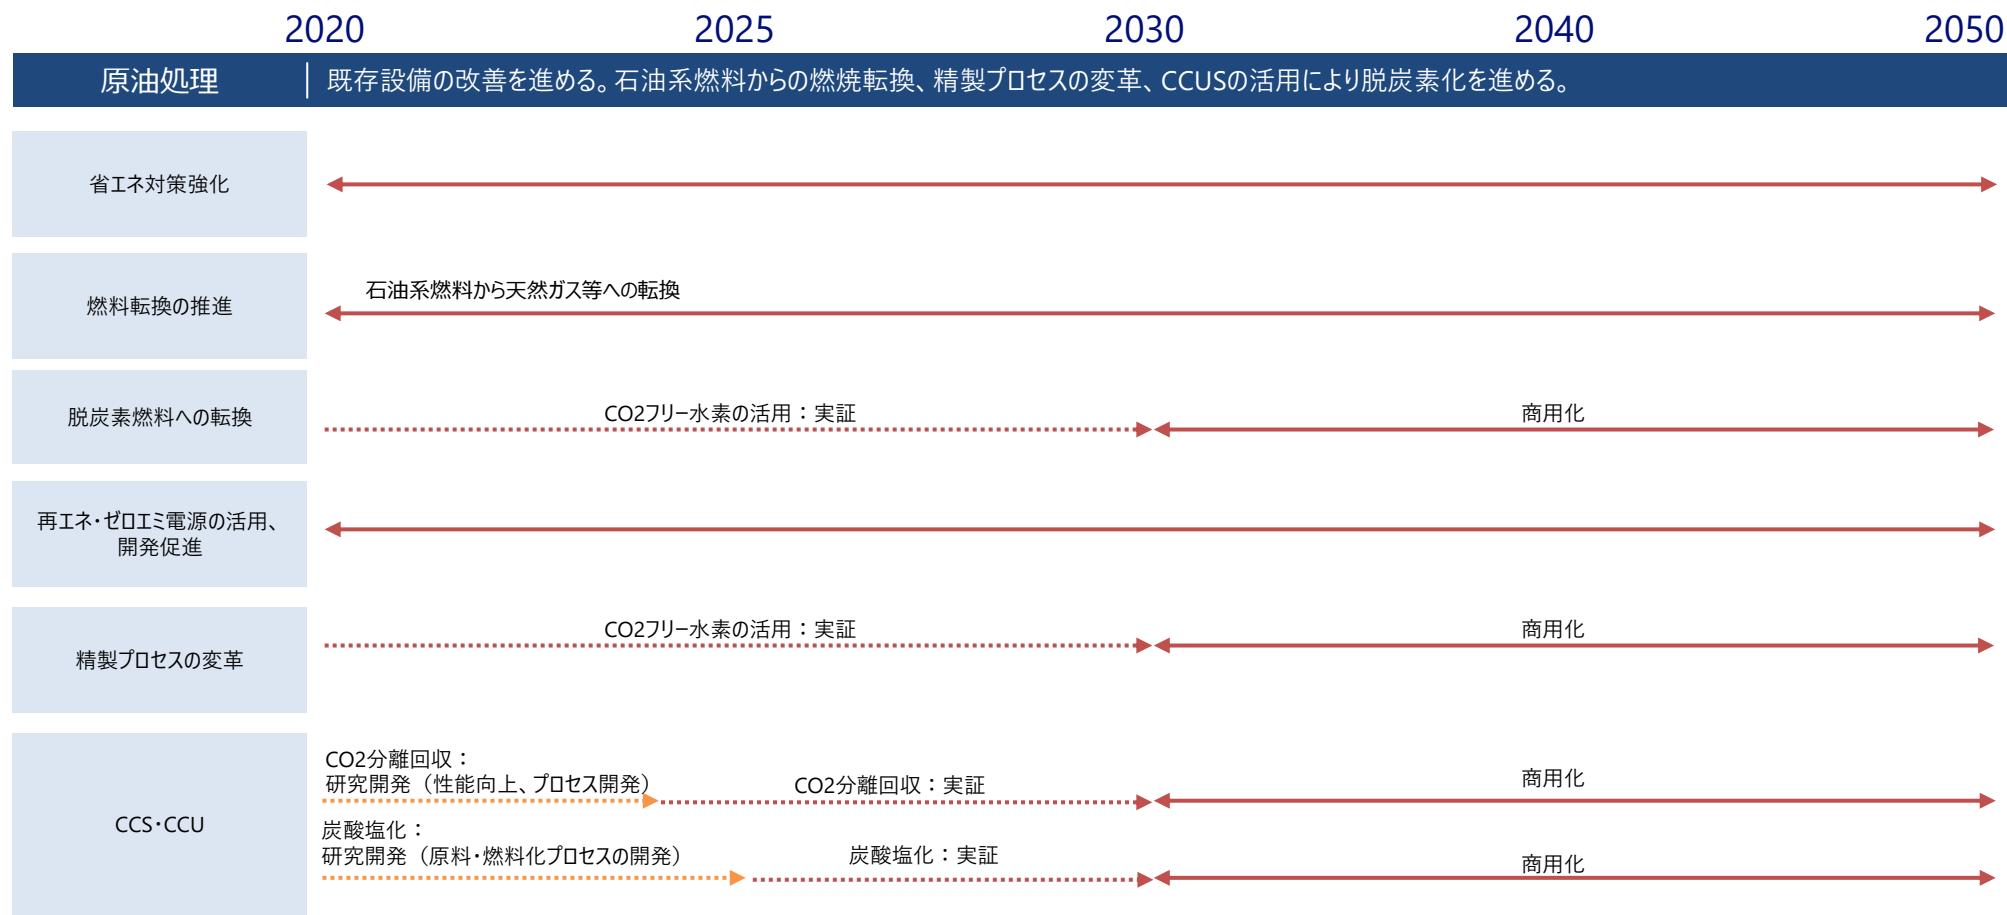 2020
2025
2030
2040
2050
原油処理
既存設備の改善を進める。石油系燃料からの燃焼転換、精製プロセスの変革、CCUSの活用により脱炭素化を進める。
省エネ対策強化
燃料転換の推進
石油系燃料から天然ガス等への転換
脱炭素燃料への転換
CO2フリー水素の活用：実証
商用化
再エネ・ゼロエミ電源の活用、
開発促進
精製プロセスの変革
CO2フリー水素の活用：実証
商用化
CCS・CCU
CO2分離回収：
研究開発（性能向上、プロセス開発）
CO2分離回収：実証
商用化
炭酸塩化：
研究開発（原料・燃料化プロセスの開発）
炭酸塩化：実証
商用化